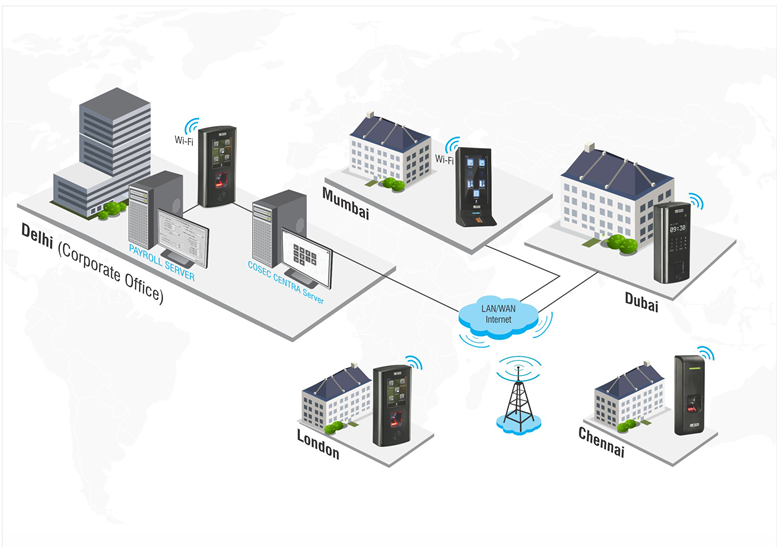 Wi-Fi
Delhi (Corporate Office)
PAYROLL SERVER
COSEC CENTRA Server
Wi-Fi
Mumbai
09:30
Dubai
LAN/WAN
Internet
London
Chennai